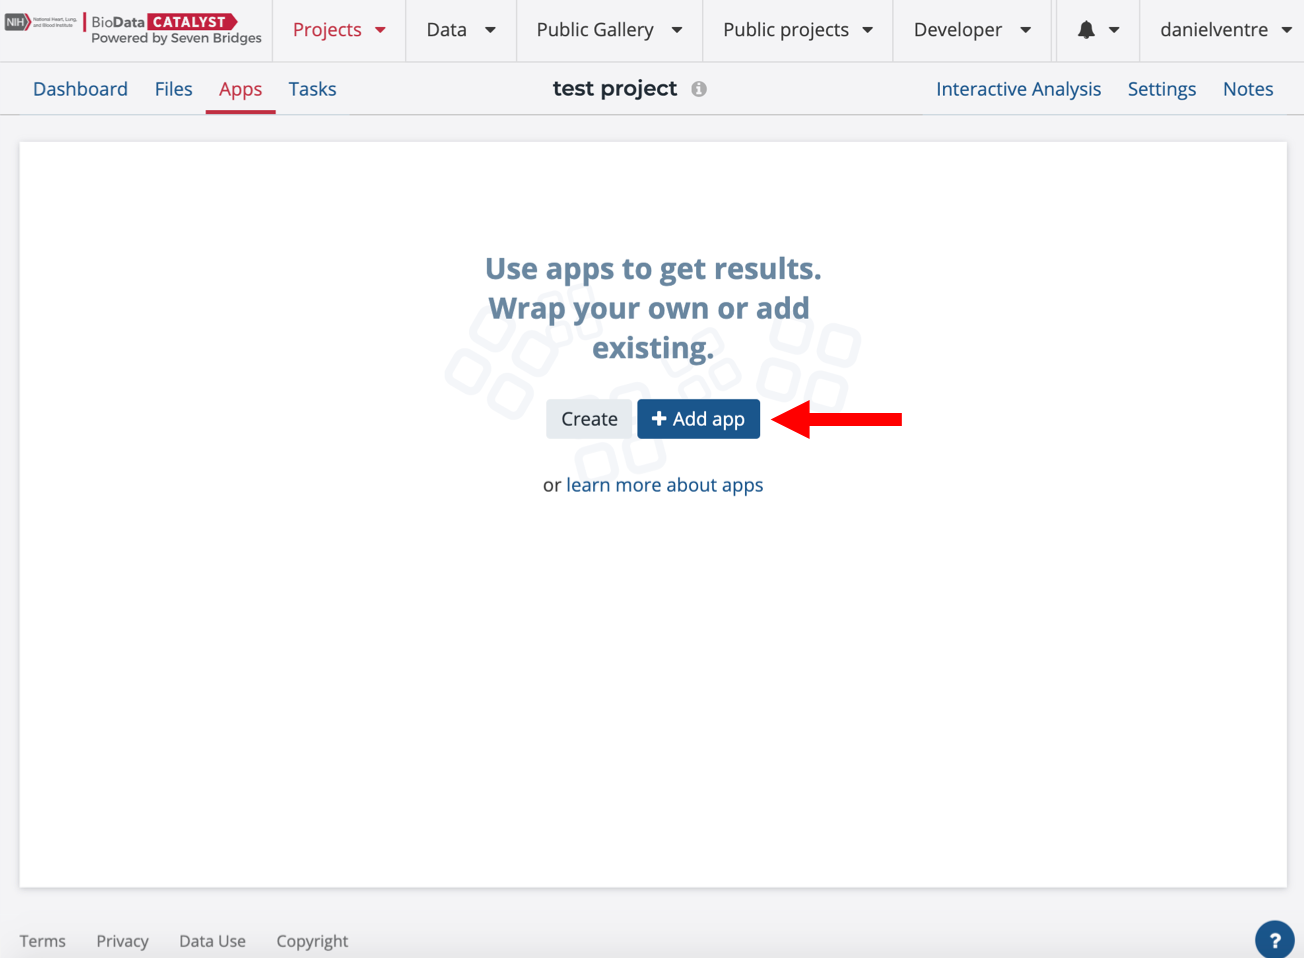 NIH National Heart, Lung, and Blood Institute
BioData CATALYST
Powered by Seven Bridges
Projects Data Public Gallery Public projects Developer danielventre
Dashboard Files Apps Tasks test project i Interactive Analysis Settings Notes
Use apps to get results.
Wrap your own or add
existing.
Create + Add app
or learn more about apps
Terms Privacy Data Use Copyright ?